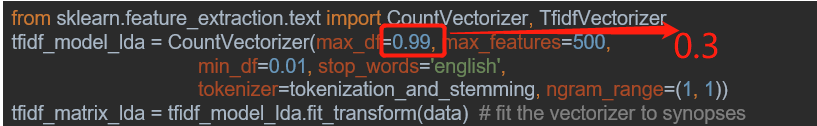 from sklearn.feature_extraction.text import CountVectorizer, TfidfVectorizer
tfidf_model_lda = CountVectorizer(max_df=0.99, max_features=500,
0.3
min_df=0.01, stop_words='english',
tokenizer=tokenization_and_stemming, ngram_range=(1, 1))
tfidf_matrix_lda = tfidf_model_lda.fit_transform(data) # fit the vectorizer to synopses